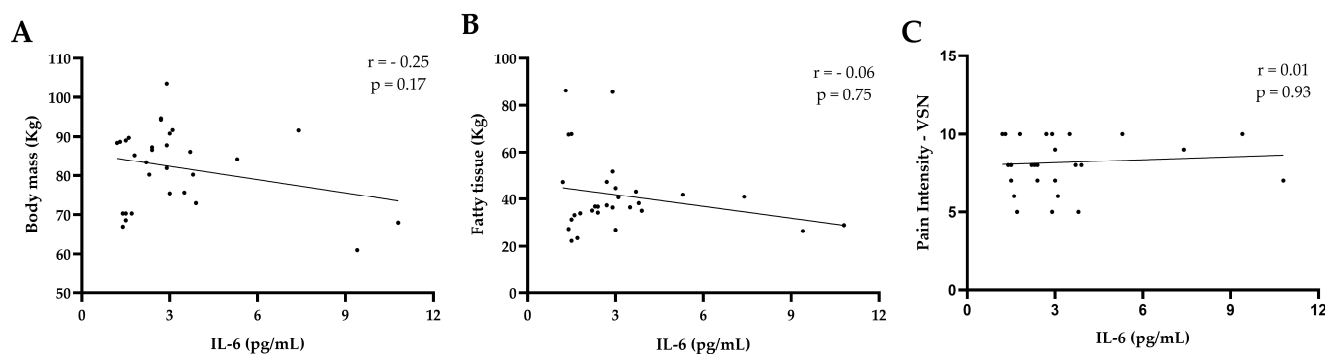 A
Body mass (Kg)
110
100
90
80
70
60
50
0
3
6
9
12
IL-6 (pg/mL)
r = - 0.25
p = 0.17
B
Fatty tissue (Kg)
100
80
60
40
20
0
0
3
6
9
12
IL-6 (pg/mL)
r = - 0.06
p = 0.75
C
Pain Intensity - VSN
15
10
5
0
0
3
6
9
12
IL-6 (pg/mL)
r = 0.01
p = 0.93